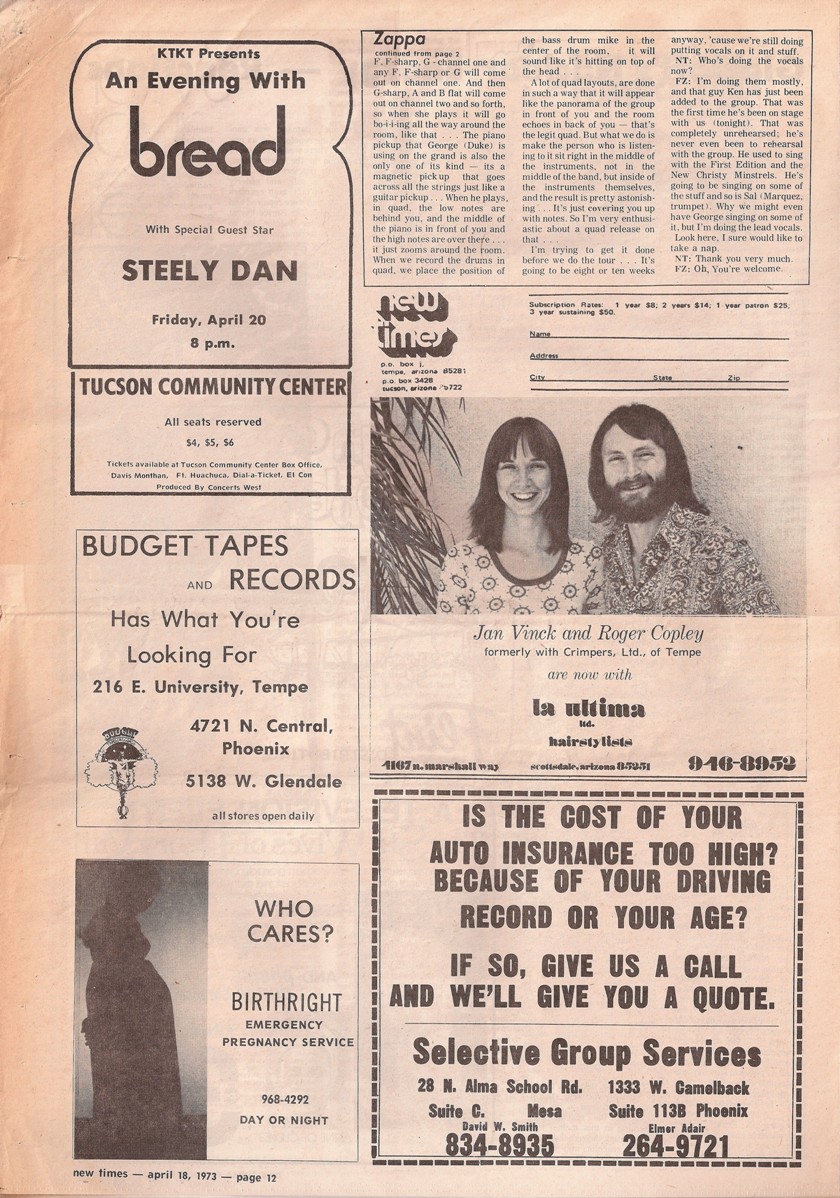 KTKT Presents
An Evening With
bread
With Special Guest Star
STEELY DAN
Friday, April 20
8 p.m.
TUCSON COMMUNITY CENTER
All seats reserved
$4, $5, $6
Tickets available at Tucson Community Center Box Office,
Davis Monthan, Ft. Huachuca, Dial-a-Ticket, El Con
Produced By Concerts West
BUDGET TAPES
AND RECORDS
Has What You're
Looking For
216 E. University, Tempe
BUDGET
4721 N. Central,
Phoenix
5138 W. Glendale
all stores open daily
WHO
CARES?
BIRTHRIGHT
EMERGENCY
PREGNANCY SERVICE
968-4292
DAY OR NIGHT
Zappa
continued from page 2
F, F-sharp, G - channel one and
any F, F-sharp or G will come
out on channel one. And then
G-sharp, A and B flat will come
out on channel two and so forth,
so when she plays it will go
bo-i-i-ing all the way around the
room, like that . . . The piano
pickup that George (Duke) is
using on the grand is also the
only one of its kind — its a
magnetic pickup that goes
across all the strings just like a
guitar pickup . . . When he plays,
in quad, the low notes are
behind you, and the middle of
the piano is in front of you and
the high notes are over there . . .
it just zooms around the room.
When we record the drums in
quad, we place the position of
the bass drum mike in the
center of the room, it will
sound like it's hitting on top of
the head . . .
A lot of quad layouts, are done
in such a way that it will appear
like the panorama of the group
in front of you and the room
echoes in back of you — that's
the legit quad. But what we do is
make the person who is listen-
ing to it sit right in the middle of
the instruments, not in the
middle of the band, but inside of
the instruments themselves,
and the result is pretty astonish-
ing . . . It's just covering you up
with notes. So I'm very enthusi-
astic about a quad release on
that . . .
I'm trying to get it done
before we do the tour . . . It's
going to be eight or ten weeks
anyway, 'cause we're still doing
putting vocals on it and stuff.
NT: Who's doing the vocals
now?
FZ: I'm doing them mostly,
and that guy Ken has just been
added to the group. That was
the first time he's been on stage
with us (tonight). That was
completely unrehearsed; he's
never even been to rehearsal
with the group. He used to sing
with the First Edition and the
New Christy Minstrels. He's
going to be singing on some of
the stuff and so is Sal (Marquez,
trumpet). Why we might even
have George singing on some of
it, but I'm doing the lead vocals.
Look here, I sure would like to
take a nap.
NT: Thank you very much.
FZ: Oh, You're welcome.
new
times
p.o. box j,
tempe, arizona 85281
p.o. box 3428
tucson, arizona 85722
Subscription Rates: 1 year $8; 2 years $14; 1 year patron $25;
3 year sustaining $50.
Name
Address
City State Zip
Jan Vinck and Roger Copley
formerly with Crimpers, Ltd., of Tempe
are now with
la ultima
ltd.
hairstylists
4167 n. marshall way scottsdale, arizona 85251 946-8952
IS THE COST OF YOUR
AUTO INSURANCE TOO HIGH?
BECAUSE OF YOUR DRIVING
RECORD OR YOUR AGE?
IF SO, GIVE US A CALL
AND WE'LL GIVE YOU A QUOTE.
Selective Group Services
28 N. Alma School Rd. 1333 W. Camelback
Suite C. Mesa Suite 113B Phoenix
David W. Smith Elmer Adair
834-8935 264-9721
new times — april 18, 1973 — page 12